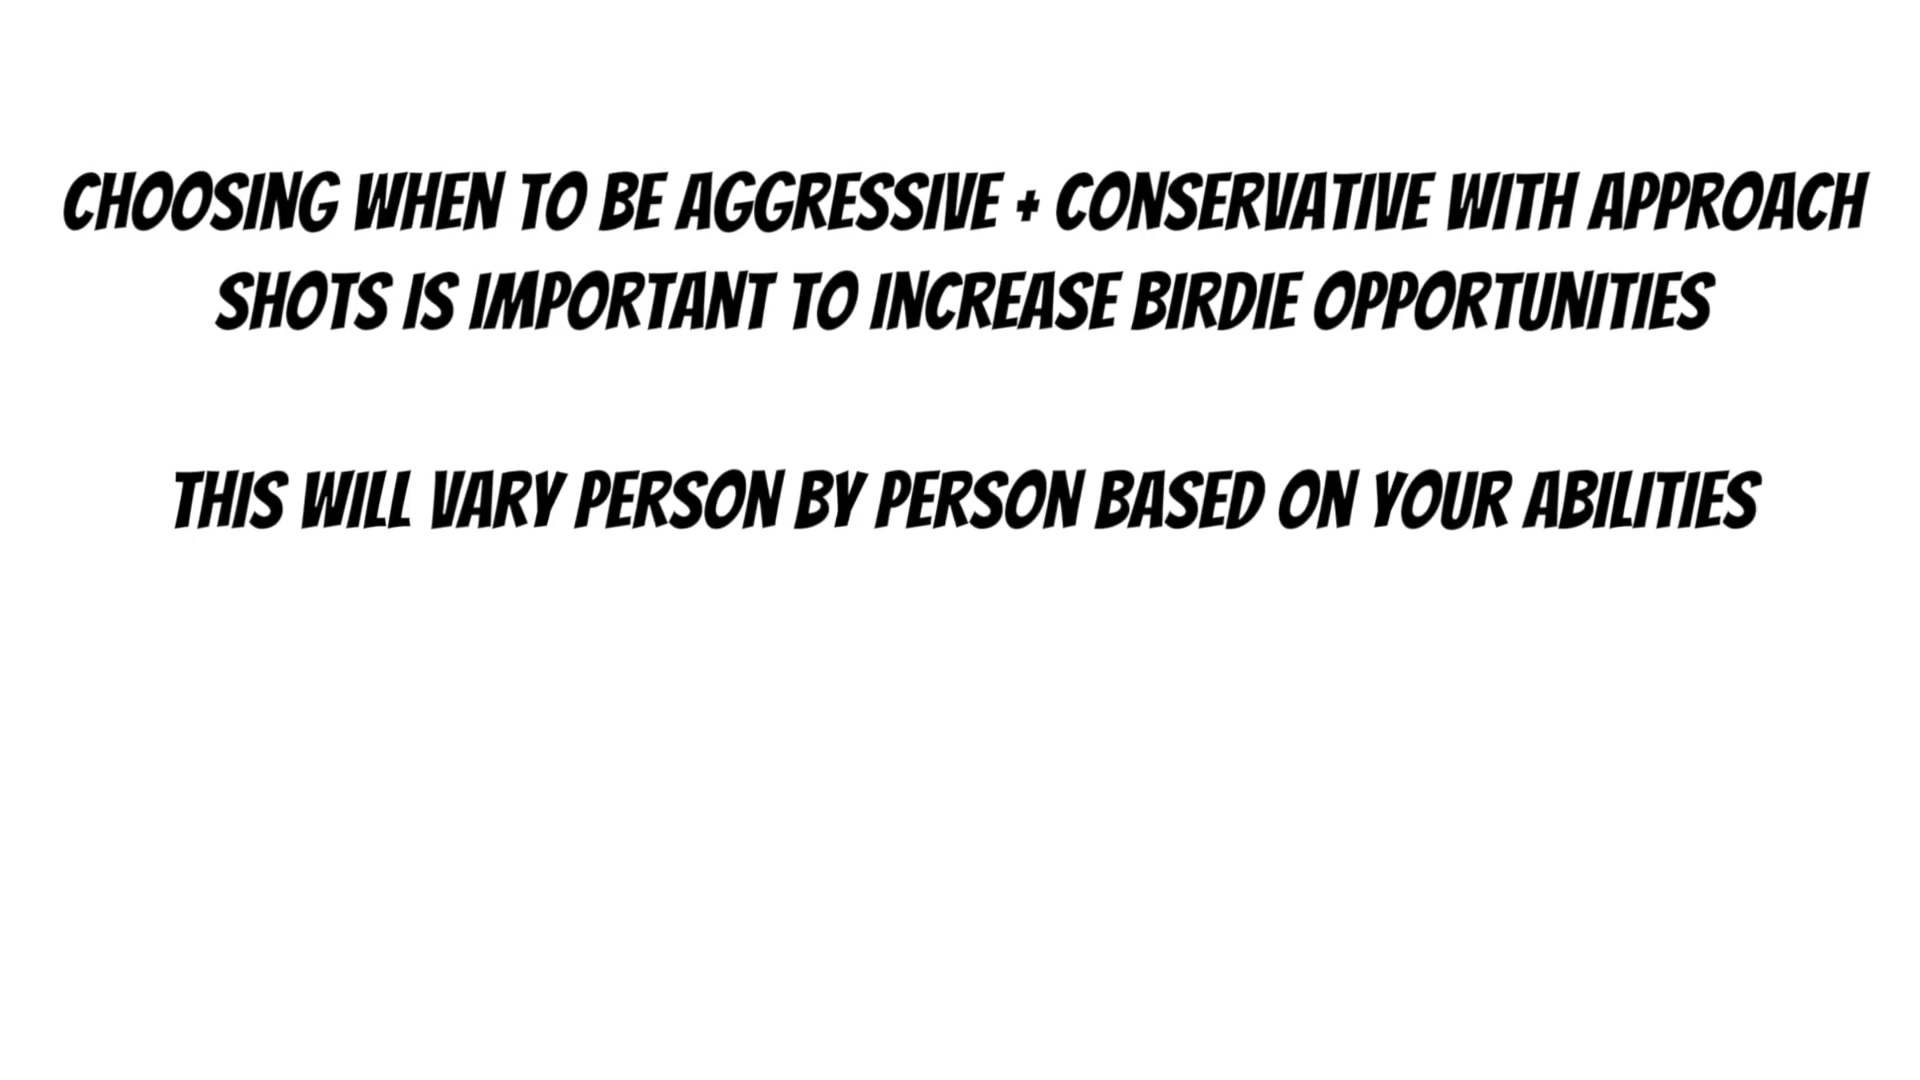 CHOOSING WHEN TO BE AGGRESSIVE + CONSERVATIVE WITH APPROACH
SHOTS IS IMPORTANT TO INCREASE BIRDIE OPPORTUNITIES
THIS WILL VARY PERSON BY PERSON BASED ON YOUR ABILITIES